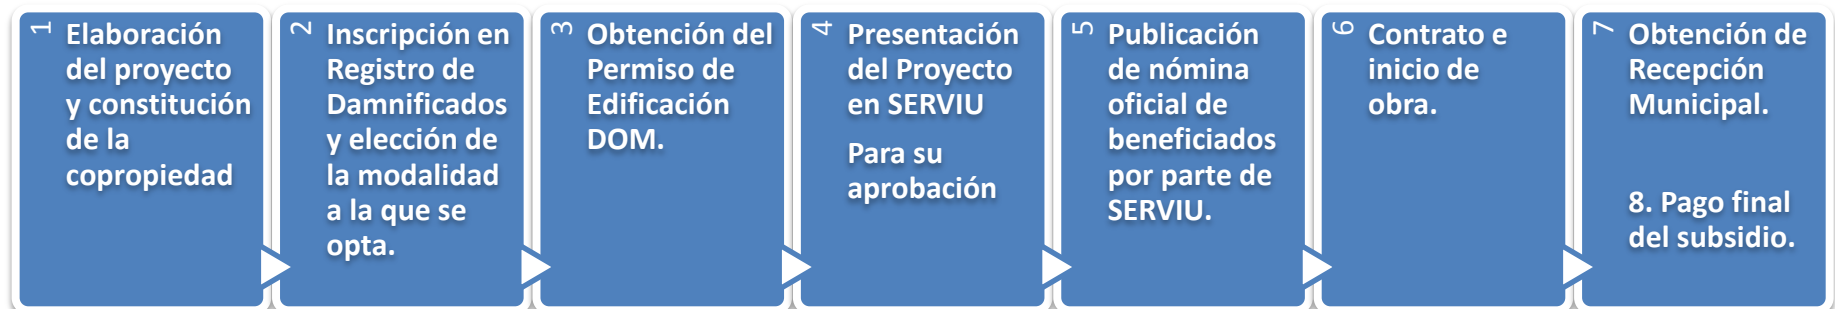 1
Elaboración
del proyecto
y constitución
de la
copropiedad
2
Inscripción en
Registro de
Damnificados
y elección de
la modalidad
a la que se
opta.
3
Obtención del
Permiso de
Edificación
DOM.
4
Presentación
del Proyecto
en SERVIU
Para su
aprobación
5
Publicación
de nómina
oficial de
beneficiados
por parte de
SERVIU.
6
Contrato e
inicio de
obra.
7
Obtención de
Recepción
Municipal.
8. Pago final
del subsidio.